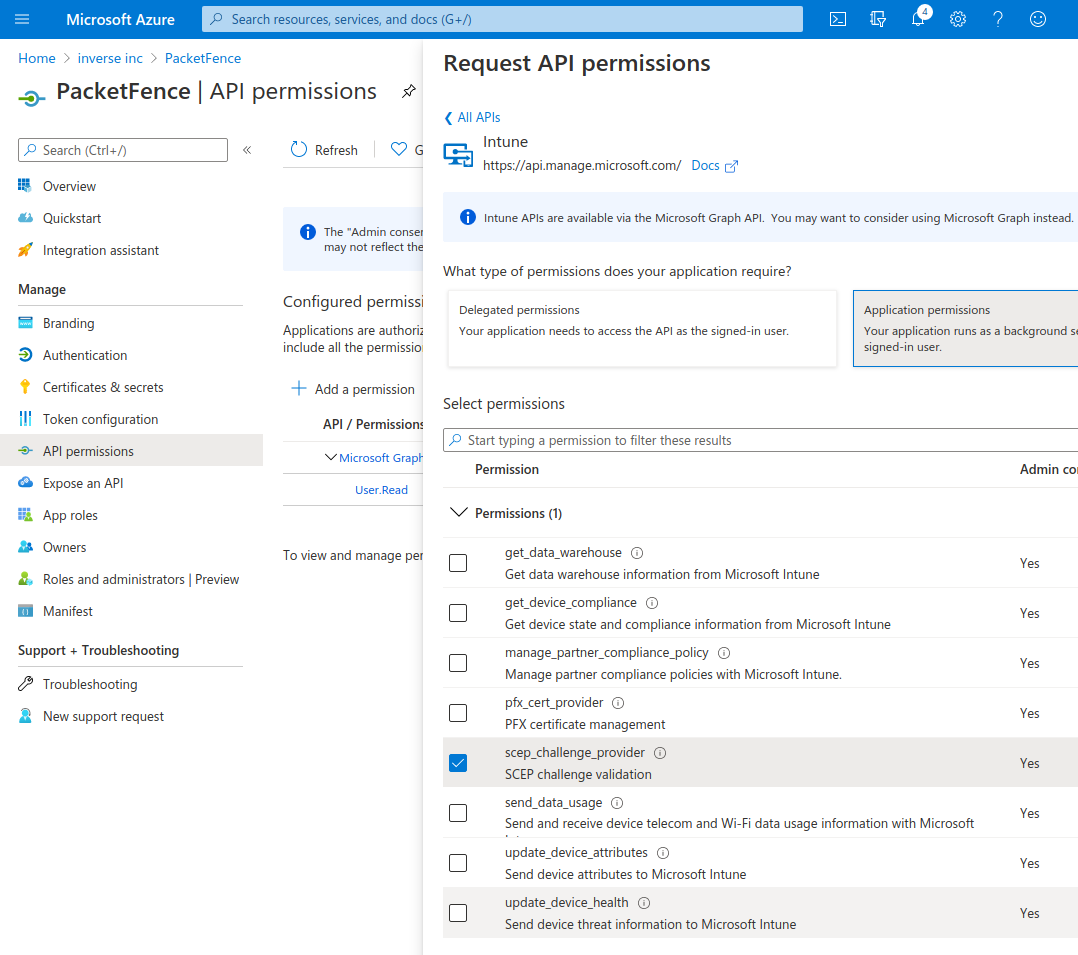 Microsoft Azure
Search resources, services, and docs (G+/)
4
Home > inverse inc > PacketFence
PacketFence | API permissions
Search (Ctrl+/)
«
Overview
Quickstart
Integration assistant
Manage
Branding
Authentication
Certificates & secrets
Token configuration
API permissions
Expose an API
App roles
Owners
Roles and administrators | Preview
Manifest
Support + Troubleshooting
Troubleshooting
New support request
Refresh
G
The "Admin conser
may not reflect the
Configured permissi
Applications are authoriz
include all the permission
Add a permission
API / Permissions
Microsoft Graph
User.Read
To view and manage per
Request API permissions
All APIs
Intune
https://api.manage.microsoft.com/ Docs
Intune APIs are available via the Microsoft Graph API. You may want to consider using Microsoft Graph instead.
What type of permissions does your application require?
Delegated permissions
Your application needs to access the API as the signed-in user.
Application permissions
Your application runs as a background se
signed-in user.
Select permissions
Start typing a permission to filter these results
Permission Admin con
Permissions (1)
get_data_warehouse
Get data warehouse information from Microsoft Intune
Yes
get_device_compliance
Get device state and compliance information from Microsoft Intune
Yes
manage_partner_compliance_policy
Manage partner compliance policies with Microsoft Intune.
Yes
pfx_cert_provider
PFX certificate management
Yes
scep_challenge_provider
SCEP challenge validation
Yes
send_data_usage
Send and receive device telecom and Wi-Fi data usage information with Microsoft
Yes
update_device_attributes
Send device attributes to Microsoft Intune
Yes
update_device_health
Send device threat information to Microsoft Intune
Yes